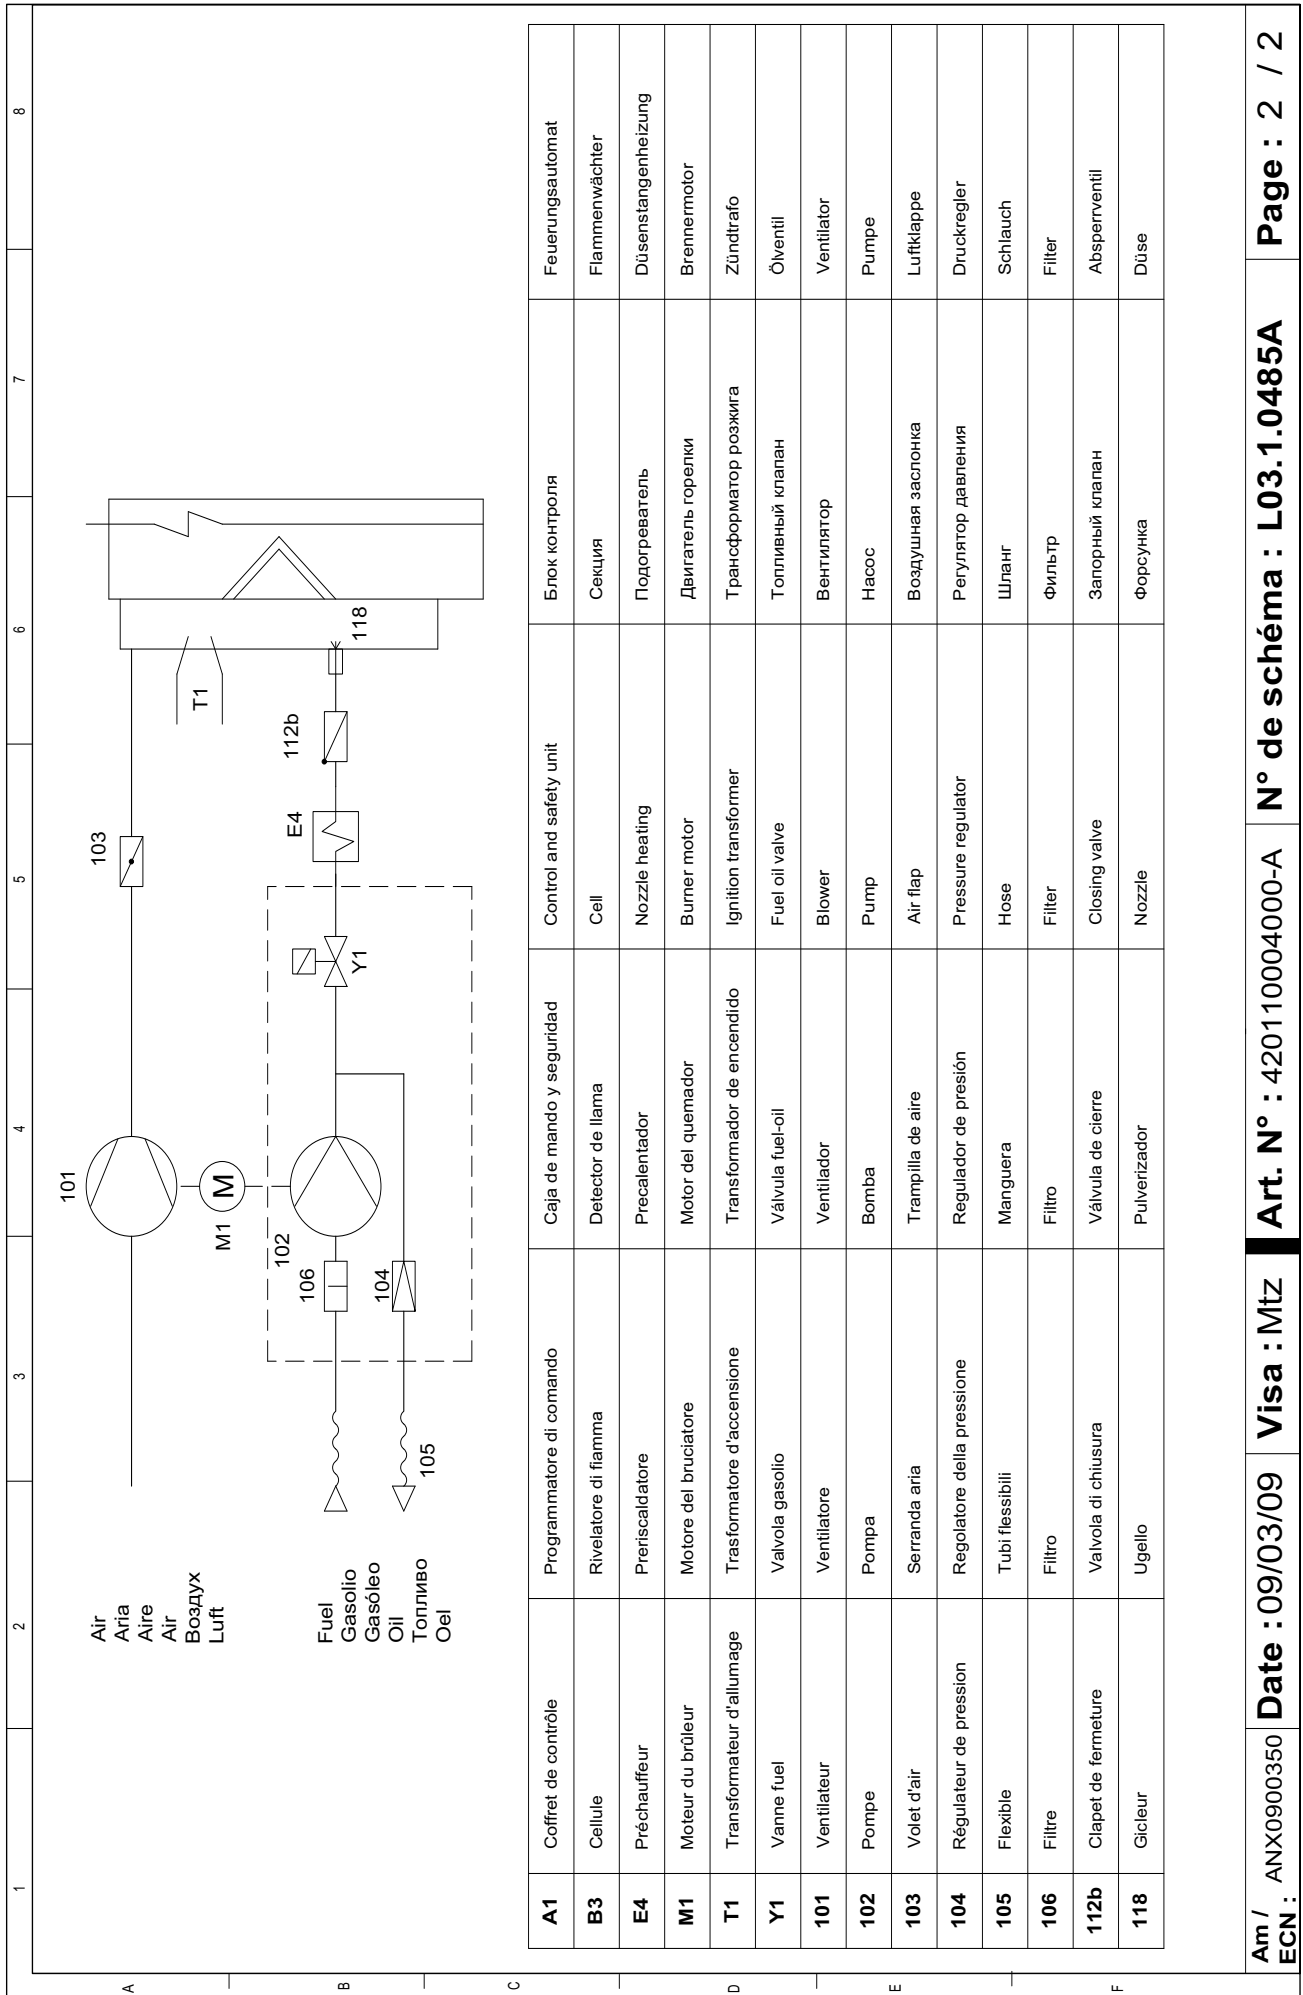 1 2 3 4 5 6 7 8
A
B
C
D
E
F
Air
Aria
Aire
Air
Воздух
Luft
Fuel
Gasolio
Gasóleo
Oil
Топливо
Oel
101
103
T1
M
M1
102
106
104
105
Y1
E4
112b
118
A1 Coffret de contrôle Programmatore di comando Caja de mando y seguridad Control and safety unit Блок контроля Feuerungsautomat
B3 Cellule Rivelatore di fiamma Detector de llama Cell Секция Flammenwächter
E4 Préchauffeur Preriscaldatore Precalentador Nozzle heating Подогреватель Düsenstangenheizung
M1 Moteur du brûleur Motore del bruciatore Motor del quemador Burner motor Двигатель горелки Brennermotor
T1 Transformateur d'allumage Trasformatore d'accensione Transformador de encendido Ignition transformer Трансформатор розжига Zündtrafo
Y1 Vanne fuel Valvola gasolio Válvula fuel-oil Fuel oil valve Топливный клапан Ölventil
101 Ventilateur Ventilatore Ventilador Blower Вентилятор Ventilator
102 Pompe Pompa Bomba Pump Насос Pumpe
103 Volet d'air Serranda aria Trampilla de aire Air flap Воздушная заслонка Luftklappe
104 Régulateur de pression Regolatore della pressione Regulador de presión Pressure regulator Регулятор давления Druckregler
105 Flexible Tubi flessibili Manguera Hose Шланг Schlauch
106 Filtre Filtro Filtro Filter Фильтр Filter
112b Clapet de fermeture Valvola di chiusura Válvula de cierre Closing valve Запорный клапан Absperrventil
118 Gicleur Ugello Pulverizador Nozzle Форсунка Düse
Am / ECN : ANX0900350 Date : 09/03/09 Visa : Mtz Art. N° : 420110004000-A N° de schéma : L03.1.0485A Page : 2 / 2